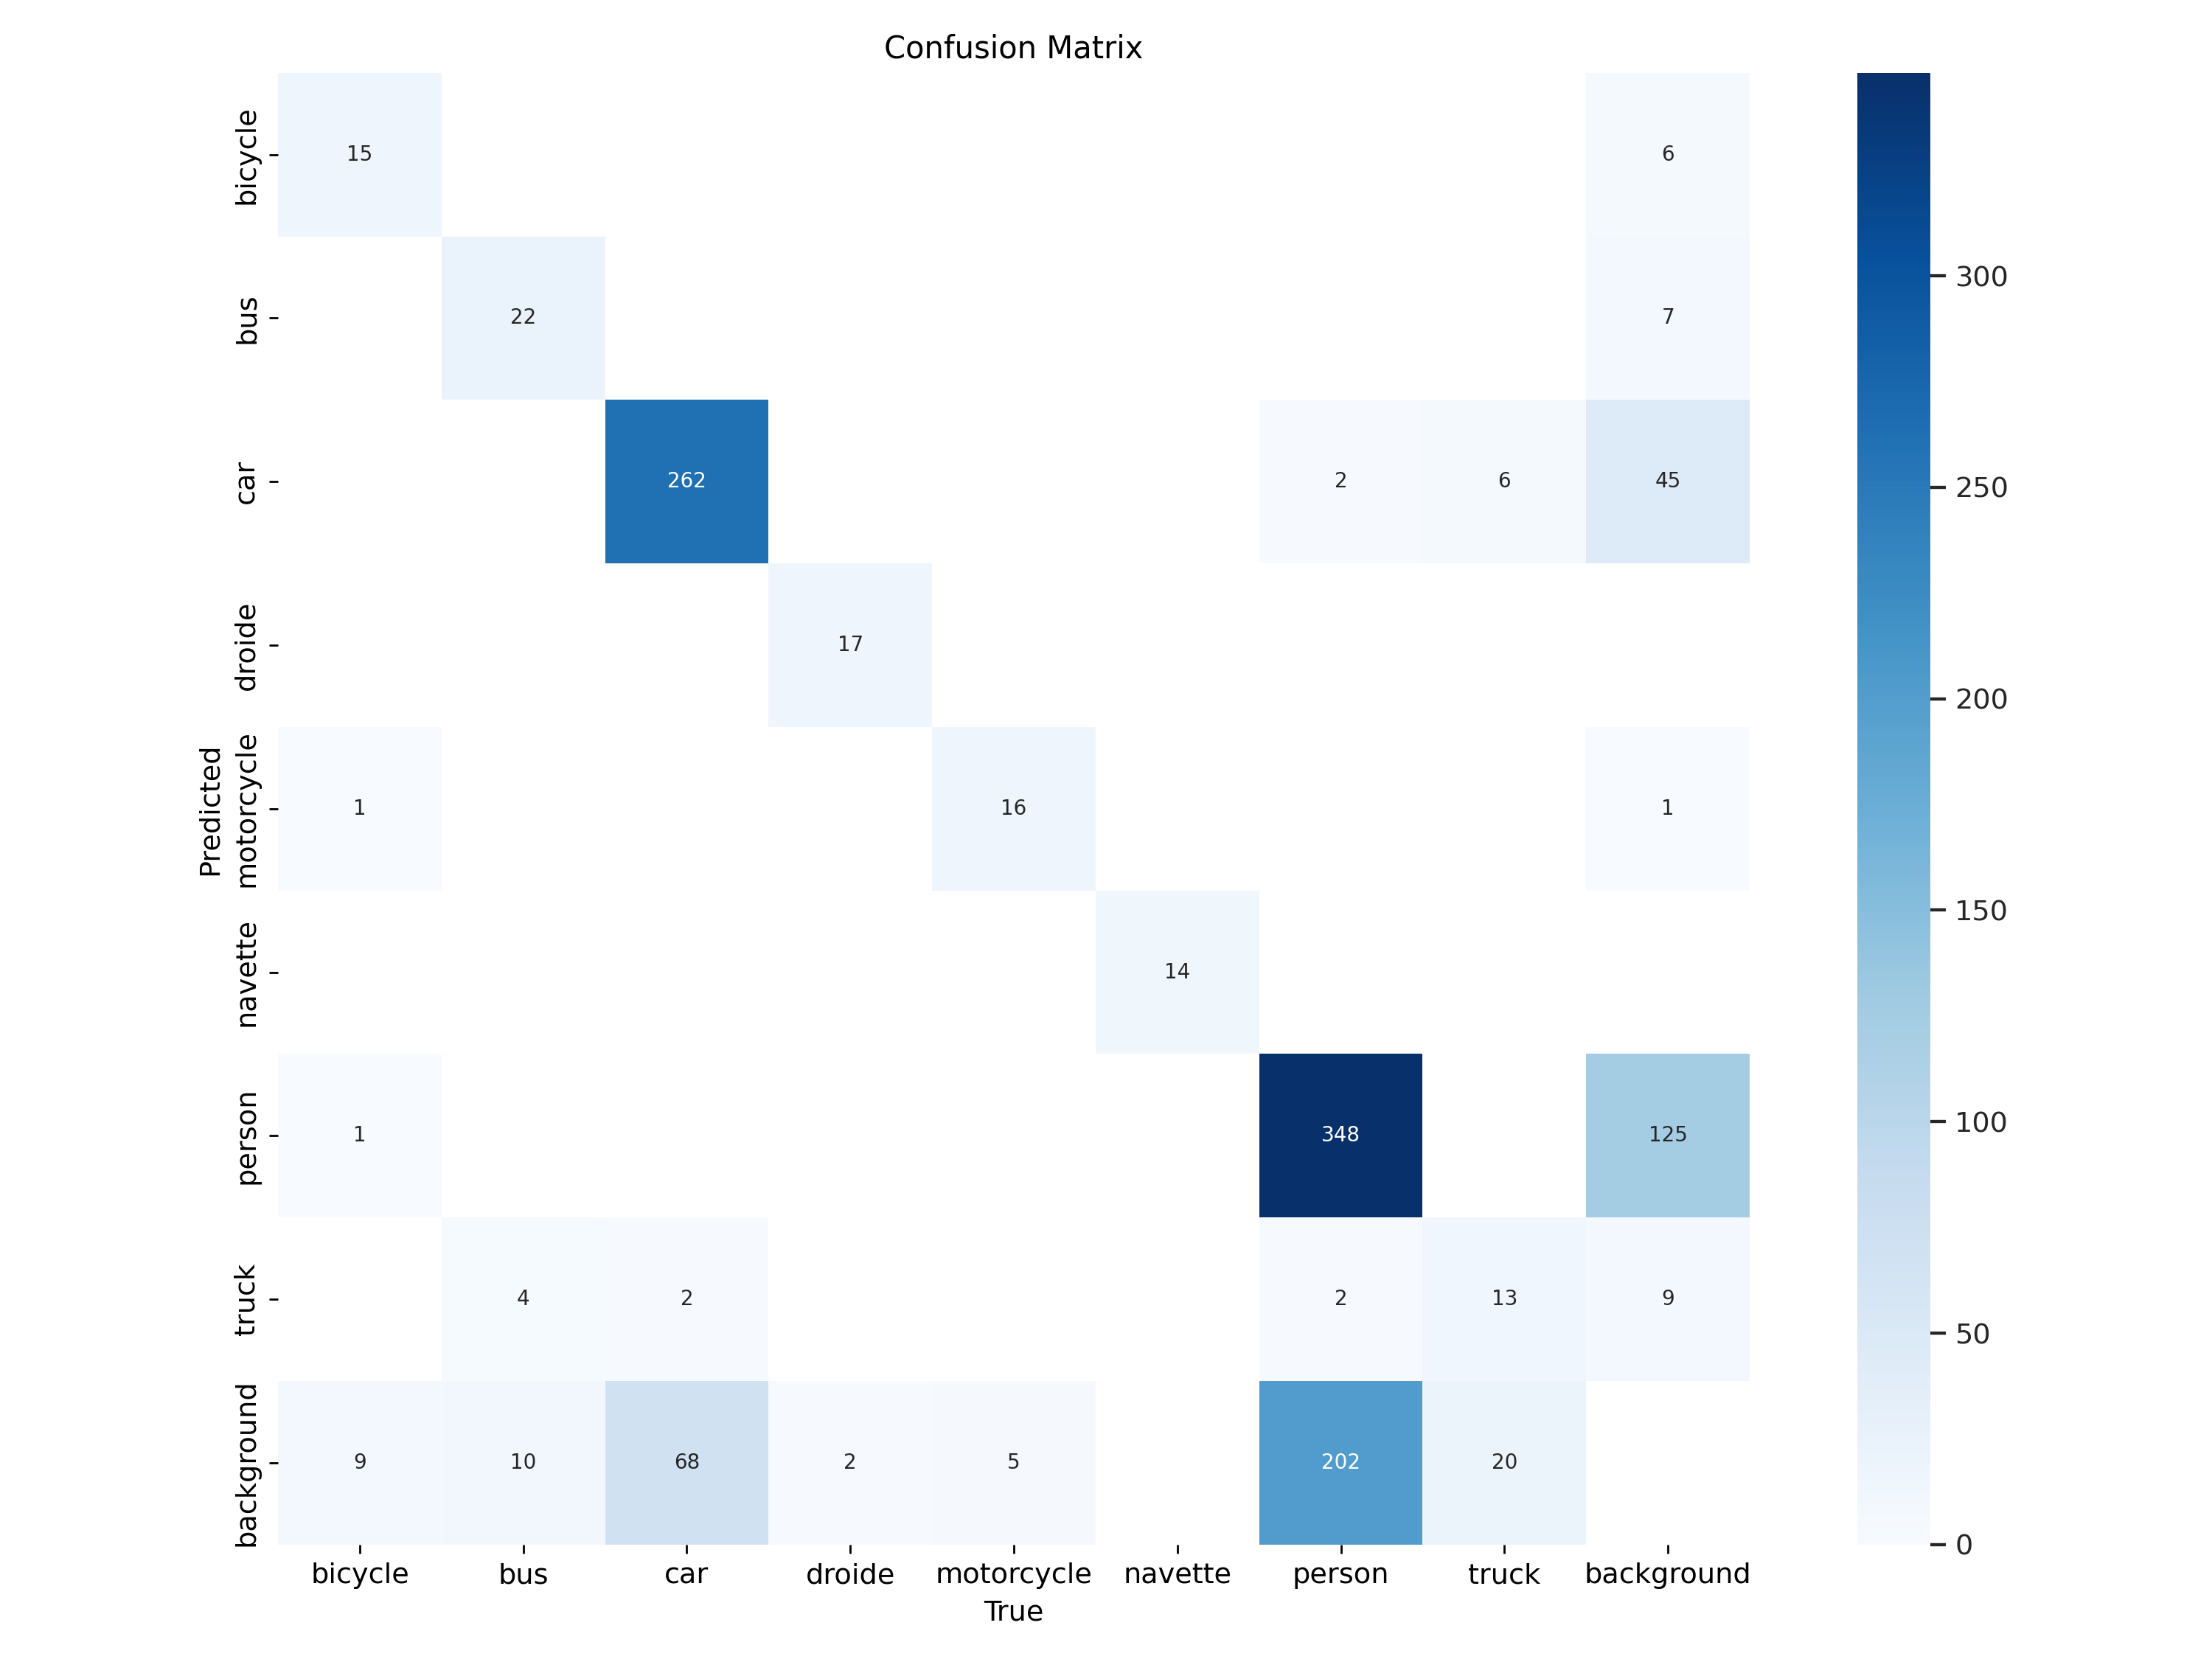 Confusion Matrix
bicycle 15 6
bus 22 7
car 262 2 6 45
droide 17
motorcycle 1 16 1
navette 14
person 1 348 125
truck 4 2 2 13 9
background 9 10 68 2 5 202 20
Predicted
bicycle bus car droide motorcycle navette person truck background
True
300
250
200
150
100
50
0